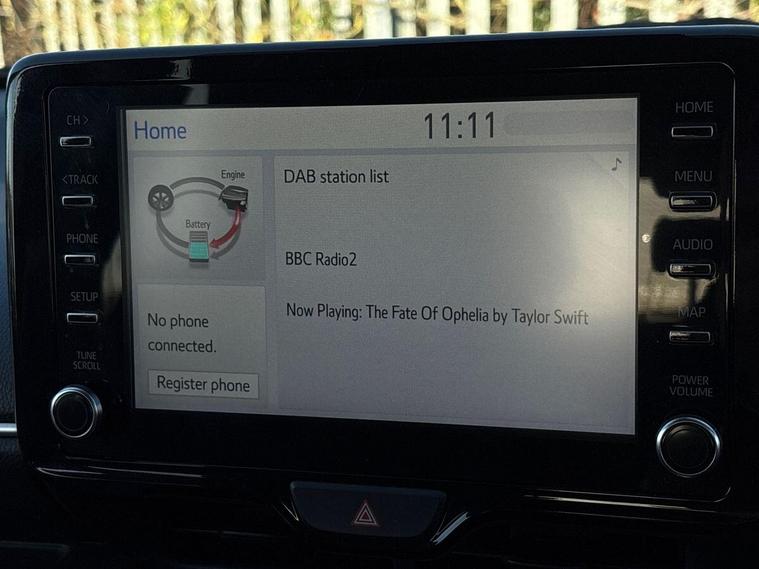 CH >
< TRACK
PHONE
SETUP
TUNE
SCROLL
Home
11:11
Engine
Battery
No phone
connected.
Register phone
DAB station list
BBC Radio2
Now Playing: The Fate Of Ophelia by Taylor Swift
HOME
MENU
AUDIO
MAP
POWER
VOLUME